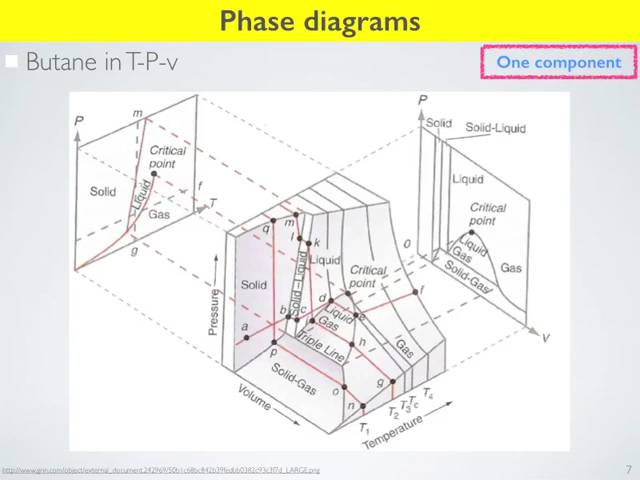 Phase diagrams
Butane in T-P-v
One component
P
m
Critical
point
Solid
Liquid
Gas
f
T
g
P
Solid
Solid-Liquid
Liquid
Critical
point
Liquid
Gas
Solid-Gas
Gas
0
V
q
m
l
k
Liquid
Solid
Solid-Liquid
Critical
point
Pressure
a
b
c
d
e
f
Liquid
Gas
Triple Line
h
Gas
p
Solid-Gas
o
n
g
Volume
T1
T2
T3
Tc
T4
Temperature
7